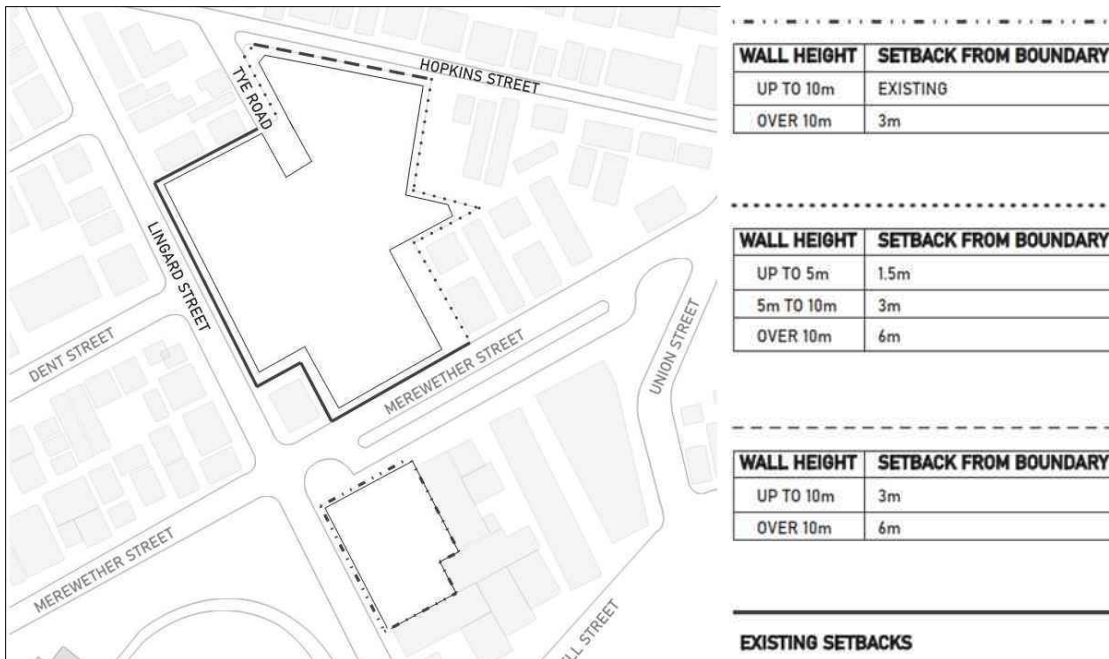 HOPKINS STREET
TYE ROAD
LINGARD STREET
DENT STREET
MEREWETHER STREET
UNION STREET
MEREWETHER STREET
STREET
WALL HEIGHT SETBACK FROM BOUNDARY
UP TO 10m EXISTING
OVER 10m 3m
WALL HEIGHT SETBACK FROM BOUNDARY
UP TO 5m 1.5m
5m TO 10m 3m
OVER 10m 6m
WALL HEIGHT SETBACK FROM BOUNDARY
UP TO 10m 3m
OVER 10m 6m
EXISTING SETBACKS